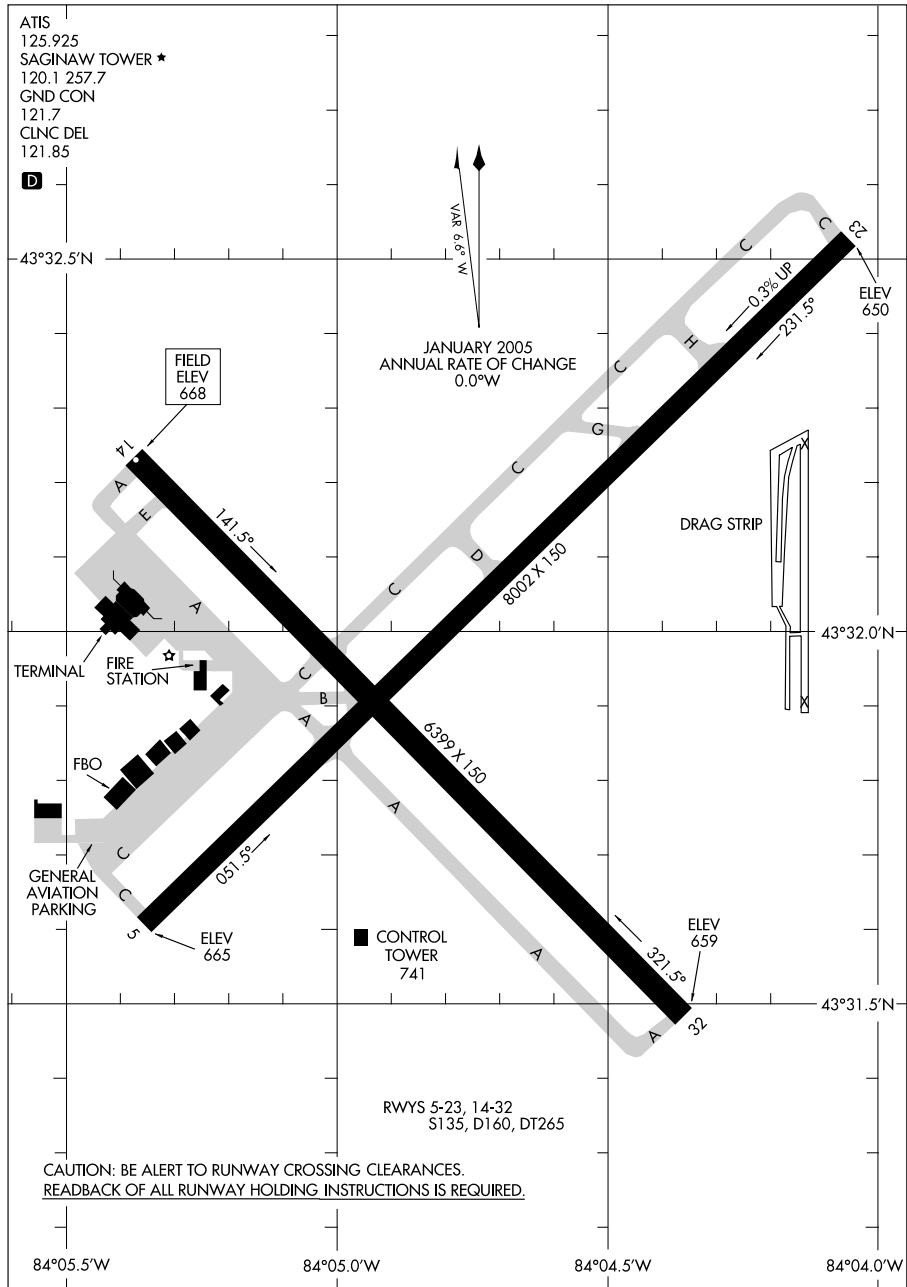 ATIS
125.925
SAGINAW TOWER ★
120.1 257.7
GND CON
121.7
CLNC DEL
121.85
D
VAR 6.6° W
JANUARY 2005
ANNUAL RATE OF CHANGE
0.0°W
43°32.5'N
C
C
23
0.3% UP
231.5°
ELEV
650
H
C
FIELD
ELEV
668
14
A
E
141.5°
G
C
DRAG STRIP
X
D
8002 X 150
C
A
43°32.0'N
TERMINAL
FIRE
STATION
C
B
A
X
6399 X 150
FBO
A
C
C
051.5°
GENERAL
AVIATION
PARKING
5
ELEV
665
CONTROL
TOWER
741
A
321.5°
ELEV
659
43°31.5'N
A
32
RWYS 5-23, 14-32
S135, D160, DT265
CAUTION: BE ALERT TO RUNWAY CROSSING CLEARANCES.
READBACK OF ALL RUNWAY HOLDING INSTRUCTIONS IS REQUIRED.
84°05.5'W
84°05.0'W
84°04.5'W
84°04.0'W